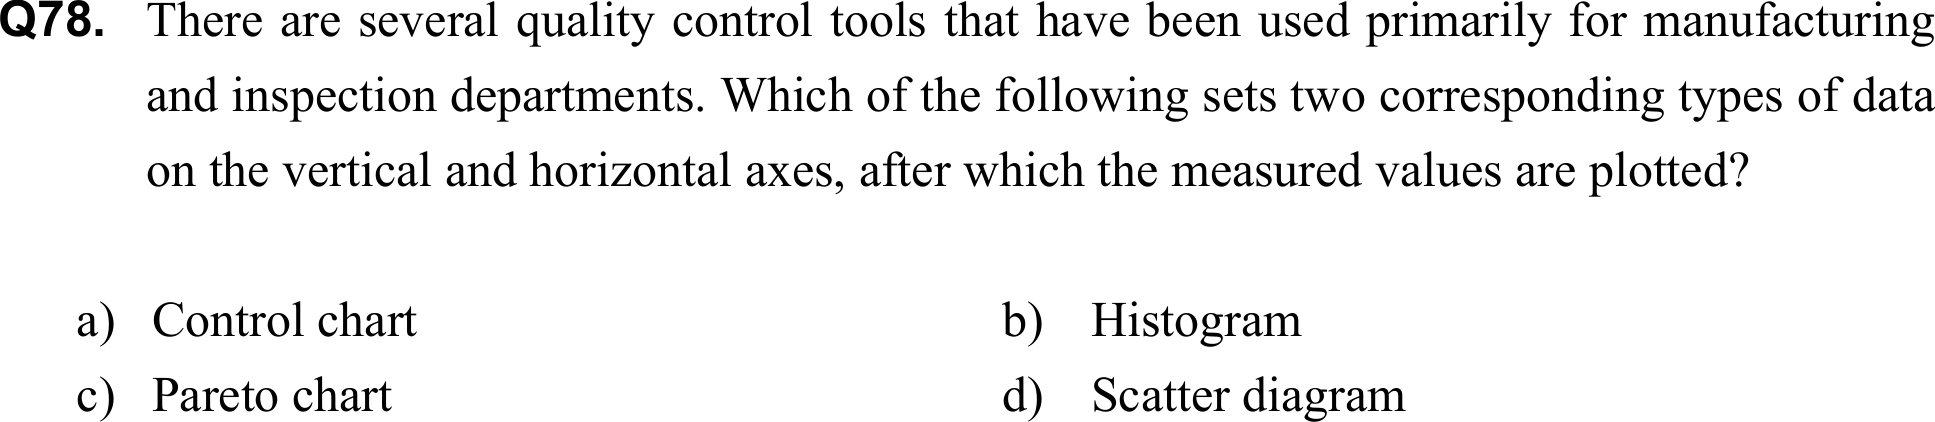 Q78. There are several quality control tools that have been used primarily for manufacturing
and inspection departments. Which of the following sets two corresponding types of data
on the vertical and horizontal axes, after which the measured values are plotted?
a) Control chart b) Histogram
c) Pareto chart d) Scatter diagram